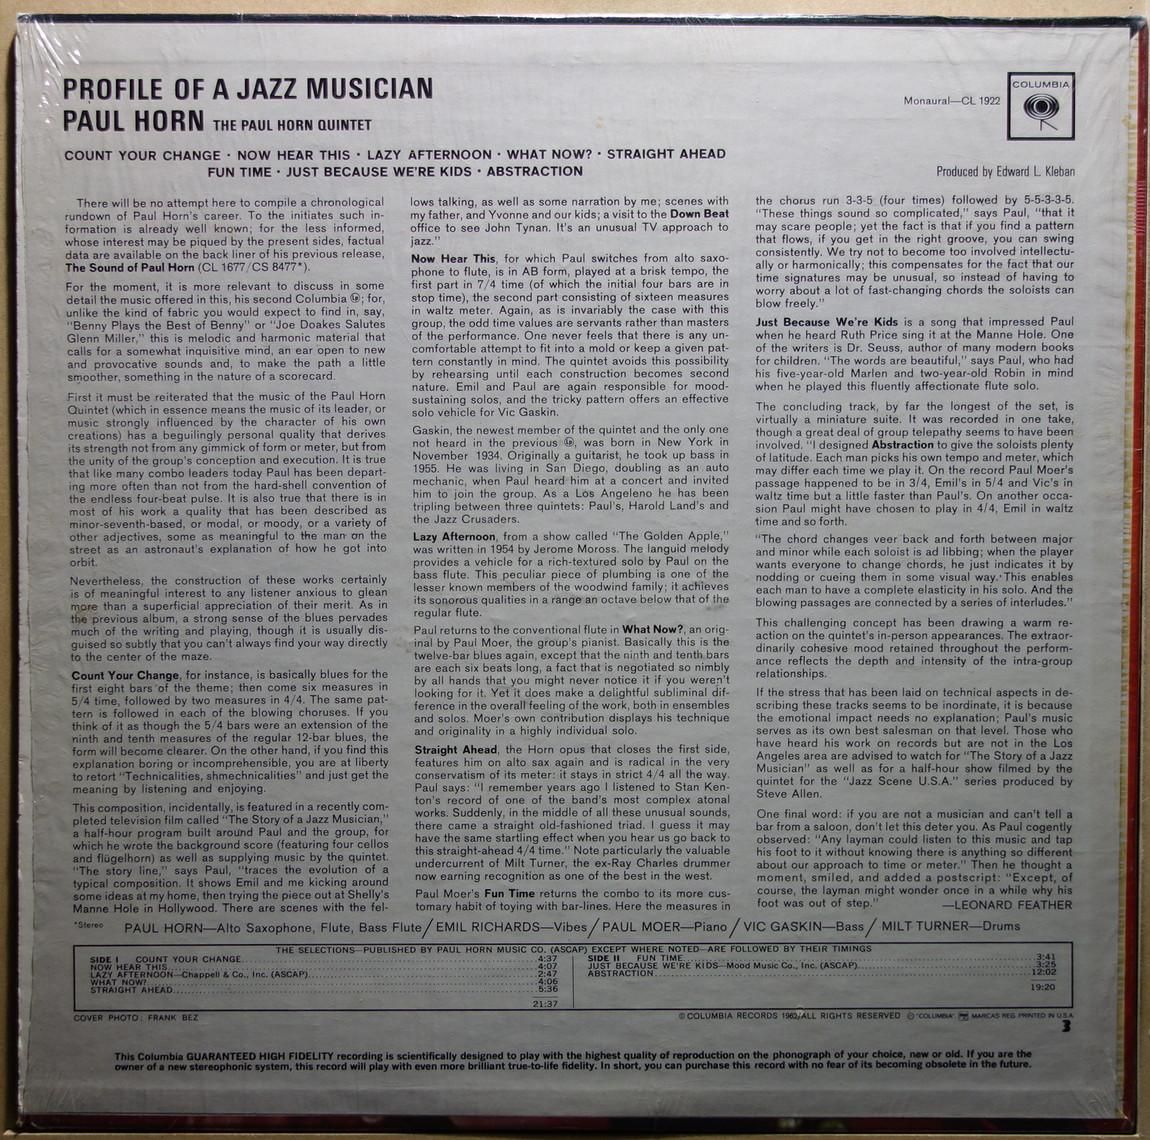 PROFILE OF A JAZZ MUSICIAN
PAUL HORN THE PAUL HORN QUINTET
COUNT YOUR CHANGE · NOW HEAR THIS · LAZY AFTERNOON · WHAT NOW? · STRAIGHT AHEAD
FUN TIME · JUST BECAUSE WE'RE KIDS · ABSTRACTION
Monaural—CL 1922
COLUMBIA
Produced by Edward L. Kleban
There will be no attempt here to compile a chronological
rundown of Paul Horn's career. To the initiates such in-
formation is already well known; for the less informed,
whose interest may be piqued by the present sides, factual
data are available on the back liner of his previous release,
The Sound of Paul Horn (CL 1677/CS 8477*).
For the moment, it is more relevant to discuss in some
detail the music offered in this, his second Columbia Ⓛⓟ; for,
unlike the kind of fabric you would expect to find in, say,
"Benny Plays the Best of Benny" or "Joe Doakes Salutes
Glenn Miller," this is melodic and harmonic material that
calls for a somewhat inquisitive mind, an ear open to new
and provocative sounds and, to make the path a little
smoother, something in the nature of a scorecard.
First it must be reiterated that the music of the Paul Horn
Quintet (which in essence means the music of its leader, or
music strongly influenced by the character of his own
creations) has a beguilingly personal quality that derives
its strength not from any gimmick of form or meter, but from
the unity of the group's conception and execution. It is true
that like many combo leaders today Paul has been depart-
ing more often than not from the hard-shell convention of
the endless four-beat pulse. It is also true that there is in
most of his work a quality that has been described as
minor-seventh-based, or modal, or moody, or a variety of
other adjectives, some as meaningful to the man on the
street as an astronaut's explanation of how he got into
orbit.
Nevertheless, the construction of these works certainly
is of meaningful interest to any listener anxious to glean
more than a superficial appreciation of their merit. As in
the previous album, a strong sense of the blues pervades
much of the writing and playing, though it is usually dis-
guised so subtly that you can't always find your way directly
to the center of the maze.
Count Your Change, for instance, is basically blues for the
first eight bars of the theme; then come six measures in
5/4 time, followed by two measures in 4/4. The same pat-
tern is followed in each of the blowing choruses. If you
think of it as though the 5/4 bars were an extension of the
ninth and tenth measures of the regular 12-bar blues, the
form will become clearer. On the other hand, if you find this
explanation boring or incomprehensible, you are at liberty
to retort "Technicalities, shmechnicalities" and just get the
meaning by listening and enjoying.
This composition, incidentally, is featured in a recently com-
pleted television film called "The Story of a Jazz Musician,"
a half-hour program built around Paul and the group, for
which he wrote the background score (featuring four cellos
and flügelhorn) as well as supplying music by the quintet.
"The story line," says Paul, "traces the evolution of a
typical composition. It shows Emil and me kicking around
some ideas at my home, then trying the piece out at Shelly's
Manne Hole in Hollywood. There are scenes with the fel-
lows talking, as well as some narration by me; scenes with
my father, and Yvonne and our kids; a visit to the Down Beat
office to see John Tynan. It's an unusual TV approach to
jazz."
Now Hear This, for which Paul switches from alto saxo-
phone to flute, is in AB form, played at a brisk tempo, the
first part in 7/4 time (of which the initial four bars are in
stop time), the second part consisting of sixteen measures
in waltz meter. Again, as is invariably the case with this
group, the odd time values are servants rather than masters
of the performance. One never feels that there is any un-
comfortable attempt to fit into a mold or keep a given pat-
tern constantly in mind. The quintet avoids this possibility
by rehearsing until each construction becomes second
nature. Emil and Paul are again responsible for mood-
sustaining solos, and the tricky pattern offers an effective
solo vehicle for Vic Gaskin.
Gaskin, the newest member of the quintet and the only one
not heard in the previous Ⓛⓟ, was born in New York in
November 1934. Originally a guitarist, he took up bass in
1955. He was living in San Diego, doubling as an auto
mechanic, when Paul heard him at a concert and invited
him to join the group. As a Los Angeleno he has been
tripling between three quintets: Paul's, Harold Land's and
the Jazz Crusaders.
Lazy Afternoon, from a show called "The Golden Apple,"
was written in 1954 by Jerome Moross. The languid melody
provides a vehicle for a rich-textured solo by Paul on the
bass flute. This peculiar piece of plumbing is one of the
lesser known members of the woodwind family; it achieves
its sonorous qualities in a range an octave below that of the
regular flute.
Paul returns to the conventional flute in What Now?, an orig-
inal by Paul Moer, the group's pianist. Basically this is the
twelve-bar blues again, except that the ninth and tenth bars
are each six beats long, a fact that is negotiated so nimbly
by all hands that you might never notice it if you weren't
looking for it. Yet it does make a delightful subliminal dif-
ference in the overall feeling of the work, both in ensembles
and solos. Moer's own contribution displays his technique
and originality in a highly individual solo.
Straight Ahead, the Horn opus that closes the first side,
features him on alto sax again and is radical in the very
conservatism of its meter: it stays in strict 4/4 all the way.
Paul says: "I remember years ago I listened to Stan Ken-
ton's record of one of the band's most complex atonal
works. Suddenly, in the middle of all these unusual sounds,
there came a straight old-fashioned triad. I guess it may
have the same startling effect when you hear us go back to
this straight-ahead 4/4 time." Note particularly the valuable
undercurrent of Milt Turner, the ex-Ray Charles drummer
now earning recognition as one of the best in the west.
Paul Moer's Fun Time returns the combo to its more cus-
tomary habit of toying with bar-lines. Here the measures in
the chorus run 3-3-5 (four times) followed by 5-5-3-3-5.
"These things sound so complicated," says Paul, "that it
may scare people; yet the fact is that if you find a pattern
that flows, if you get in the right groove, you can swing
consistently. We try not to become too involved intellectu-
ally or harmonically; this compensates for the fact that our
time signatures may be unusual, so instead of having to
worry about a lot of fast-changing chords the soloists can
blow freely."
Just Because We're Kids is a song that impressed Paul
when he heard Ruth Price sing it at the Manne Hole. One
of the writers is Dr. Seuss, author of many modern books
for children. "The words are beautiful," says Paul, who had
his five-year-old Marlen and two-year-old Robin in mind
when he played this fluently affectionate flute solo.
The concluding track, by far the longest of the set, is
virtually a miniature suite. It was recorded in one take,
though a great deal of group telepathy seems to have been
involved. "I designed Abstraction to give the soloists plenty
of latitude. Each man picks his own tempo and meter, which
may differ each time we play it. On the record Paul Moer's
passage happened to be in 3/4, Emil's in 5/4 and Vic's in
waltz time but a little faster than Paul's. On another occa-
sion Paul might have chosen to play in 4/4, Emil in waltz
time and so forth.
"The chord changes veer back and forth between major
and minor while each soloist is ad libbing; when the player
wants everyone to change chords, he just indicates it by
nodding or cueing them in some visual way. This enables
each man to have a complete elasticity in his solo. And the
blowing passages are connected by a series of interludes."
This challenging concept has been drawing a warm re-
action on the quintet's in-person appearances. The extraor-
dinarily cohesive mood retained throughout the perform-
ance reflects the depth and intensity of the intra-group
relationships.
If the stress that has been laid on technical aspects in de-
scribing these tracks seems to be inordinate, it is because
the emotional impact needs no explanation; Paul's music
serves as its own best salesman on that level. Those who
have heard his work on records but are not in the Los
Angeles area are advised to watch for "The Story of a Jazz
Musician" as well as for a half-hour show filmed by the
quintet for the "Jazz Scene U.S.A." series produced by
Steve Allen.
One final word: if you are not a musician and can't tell a
bar from a saloon, don't let this deter you. As Paul cogently
observed: "Any layman could listen to this music and tap
his foot to it without knowing there is anything so different
about our approach to time or meter." Then he thought a
moment, smiled, and added a postscript: "Except, of
course, the layman might wonder once in a while why his
foot was out of step." —LEONARD FEATHER
*Stereo
PAUL HORN—Alto Saxophone, Flute, Bass Flute/EMIL RICHARDS—Vibes/PAUL MOER—Piano/VIC GASKIN—Bass/MILT TURNER—Drums
THE SELECTIONS—PUBLISHED BY PAUL HORN MUSIC CO. (ASCAP) EXCEPT WHERE NOTED—ARE FOLLOWED BY THEIR TIMINGS
SIDE I COUNT YOUR CHANGE 4:37
NOW HEAR THIS 4:07
LAZY AFTERNOON—Chappell & Co., Inc. (ASCAP) 2:47
WHAT NOW? 4:06
STRAIGHT AHEAD 5:36
21:37
SIDE II FUN TIME 3:41
JUST BECAUSE WE'RE KIDS—Mood Music Co., Inc. (ASCAP) 3:25
ABSTRACTION 12:02
19:20
COVER PHOTO: FRANK BEZ
© COLUMBIA RECORDS 1962/ALL RIGHTS RESERVED ® "COLUMBIA", MARCAS REG. PRINTED IN U.S.A.
3
This Columbia GUARANTEED HIGH FIDELITY recording is scientifically designed to play with the highest quality of reproduction on the phonograph of your choice, new or old. If you are the
owner of a new stereophonic system, this record will play with even more brilliant true-to-life fidelity. In short, you can purchase this record with no fear of its becoming obsolete in the future.